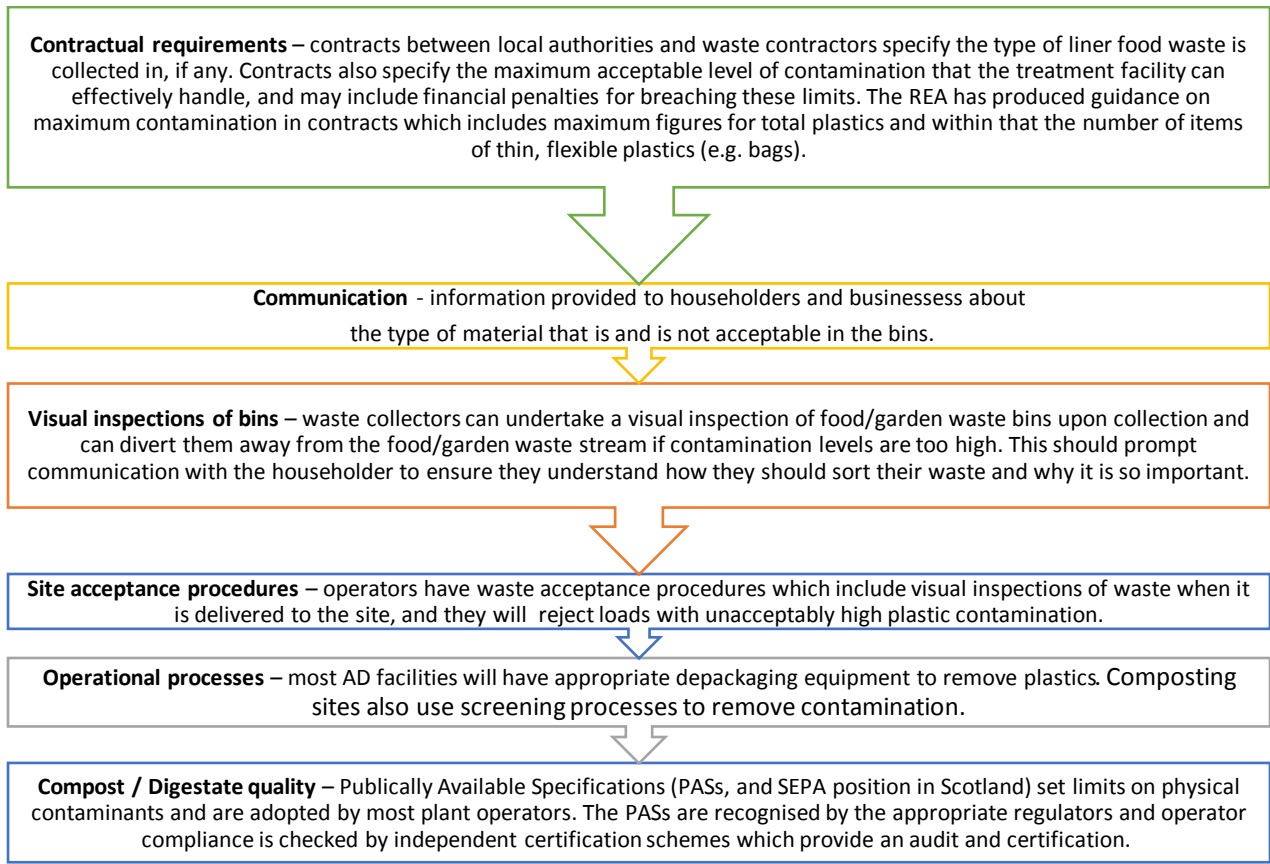 Contractual requirements – contracts between local authorities and waste contractors specify the type of liner food waste is
collected in, if any. Contracts also specify the maximum acceptable level of contamination that the treatment facility can
effectively handle, and may include financial penalties for breaching these limits. The REA has produced guidance on
maximum contamination in contracts which includes maximum figures for total plastics and within that the number of items
of thin, flexible plastics (e.g. bags).
Communication - information provided to householders and businessess about
the type of material that is and is not acceptable in the bins.
Visual inspections of bins – waste collectors can undertake a visual inspection of food/garden waste bins upon collection and
can divert them away from the food/garden waste stream if contamination levels are too high. This should prompt
communication with the householder to ensure they understand how they should sort their waste and why it is so important.
Site acceptance procedures – operators have waste acceptance procedures which include visual inspections of waste when it
is delivered to the site, and they will reject loads with unacceptably high plastic contamination.
Operational processes – most AD facilities will have appropriate depackaging equipment to remove plastics. Composting
sites also use screening processes to remove contamination.
Compost / Digestate quality – Publically Available Specifications (PASs, and SEPA position in Scotland) set limits on physical
contaminants and are adopted by most plant operators. The PASs are recognised by the appropriate regulators and operator
compliance is checked by independent certification schemes which provide an audit and certification.